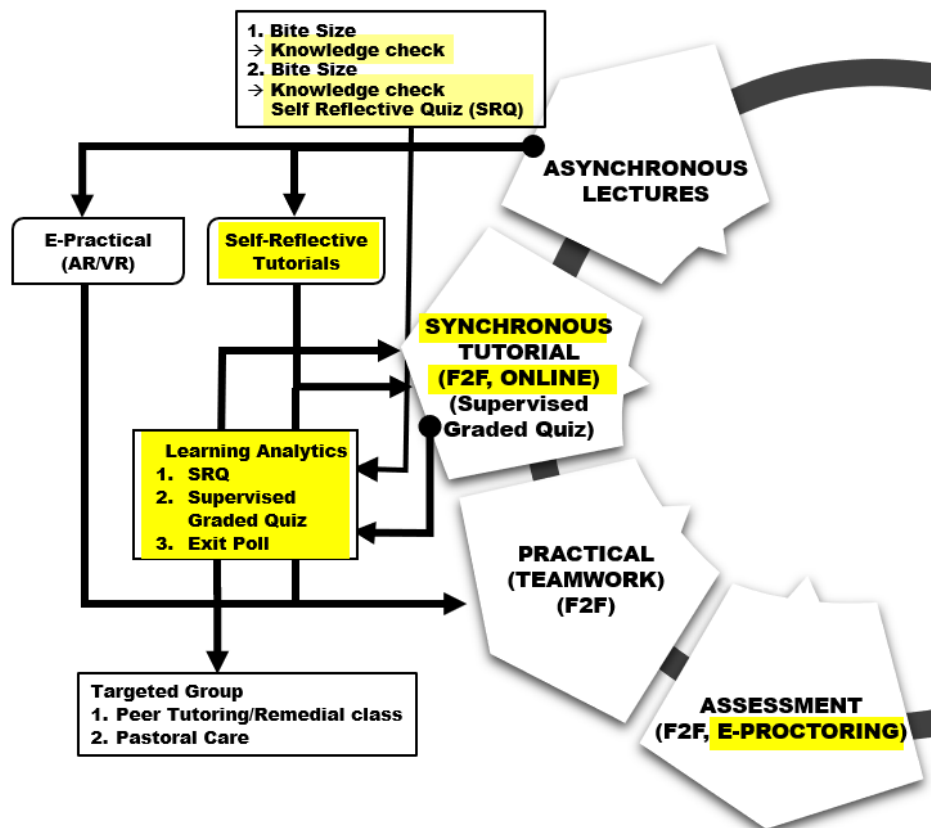 1. Bite Size
→ Knowledge check
2. Bite Size
→ Knowledge check
Self Reflective Quiz (SRQ)
ASYNCHRONOUS
LECTURES
E-Practical
(AR/VR)
Self-Reflective
Tutorials
SYNCHRONOUS
TUTORIAL
(F2F, ONLINE)
(Supervised
Graded Quiz)
Learning Analytics
1. SRQ
2. Supervised
Graded Quiz
3. Exit Poll
PRACTICAL
(TEAMWORK)
(F2F)
Targeted Group
1. Peer Tutoring/Remedial class
2. Pastoral Care
ASSESSMENT
(F2F, E-PROCTORING)